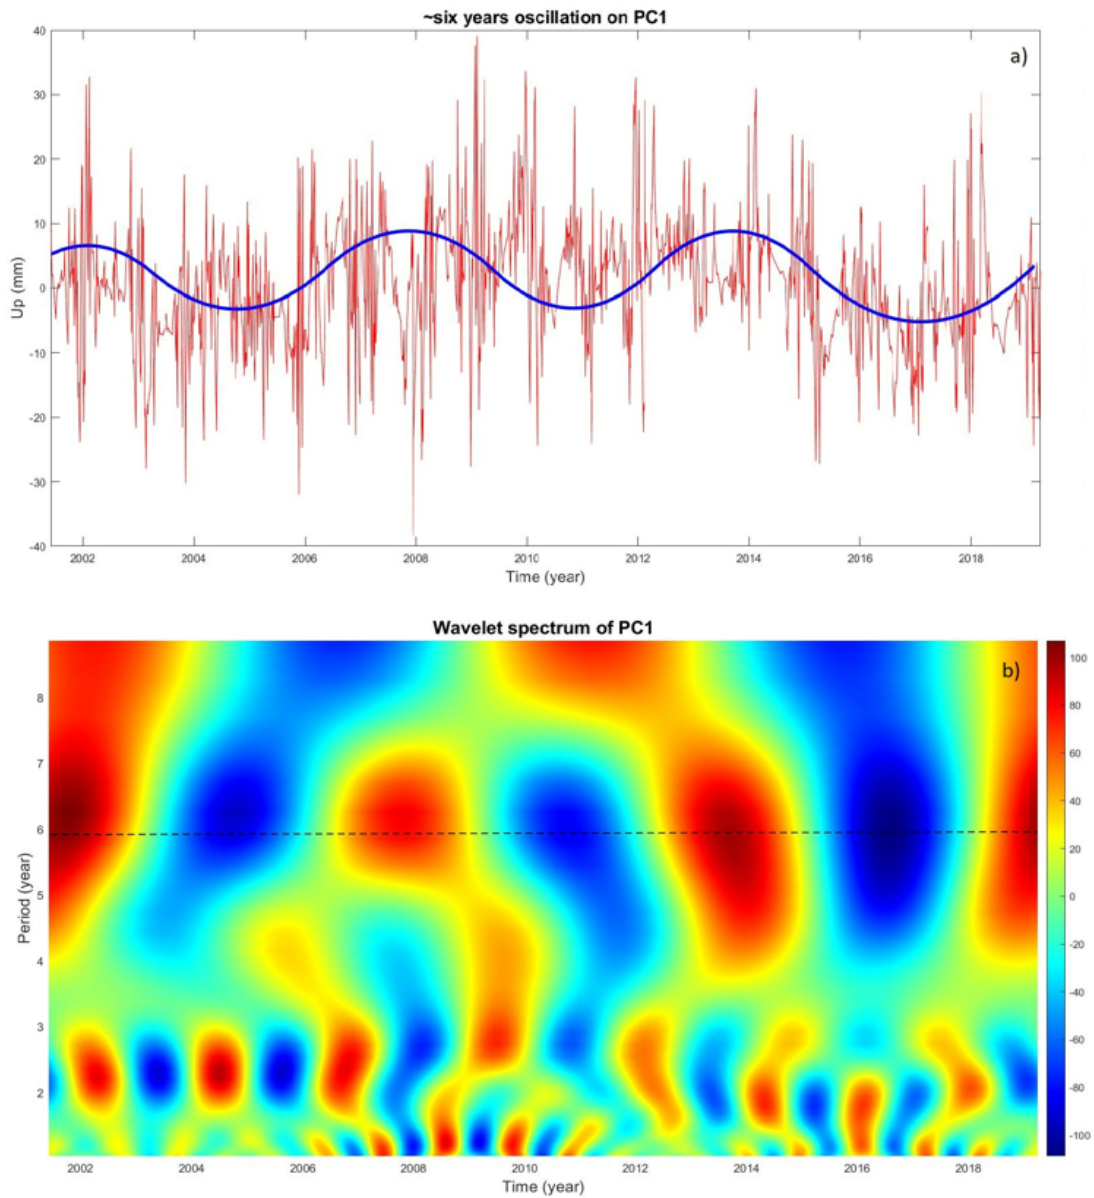 ~six years oscillation on PC1
a)
40
30
20
10
0
-10
-20
-30
-40
Up (mm)
2002 2004 2006 2008 2010 2012 2014 2016 2018
Time (year)
Wavelet spectrum of PC1
b)
8
7
6
5
4
3
2
Period (year)
100
80
60
40
20
0
-20
-40
-60
-80
-100
2002 2004 2006 2008 2010 2012 2014 2016 2018
Time (year)